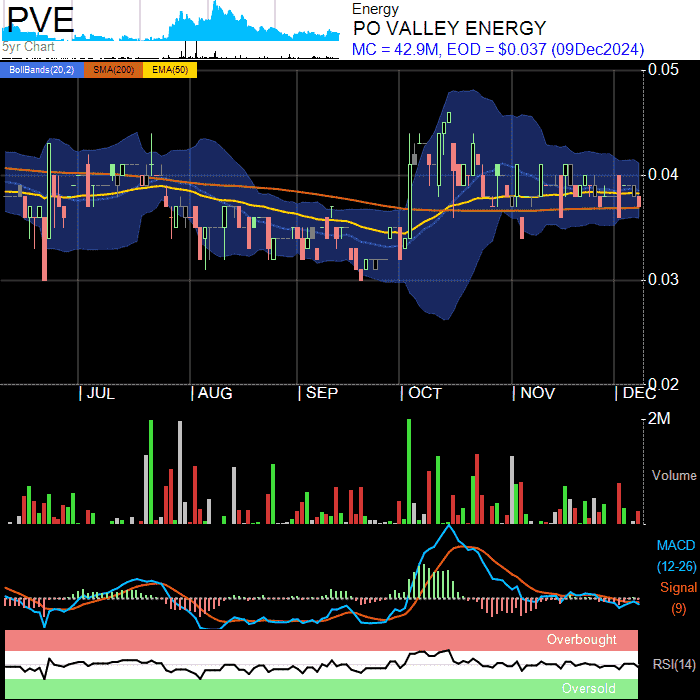 PVE
5yr Chart
Energy
PO VALLEY ENERGY
MC = 42.9M, EOD = $0.037 (09Dec2024)
BollBands(20,2) SMA(200) EMA(50)
0.05
0.04
0.03
0.02
JUL AUG SEP OCT NOV DEC
2M
Volume
MACD
(12-26)
Signal
(9)
Overbought
RSI(14)
Oversold